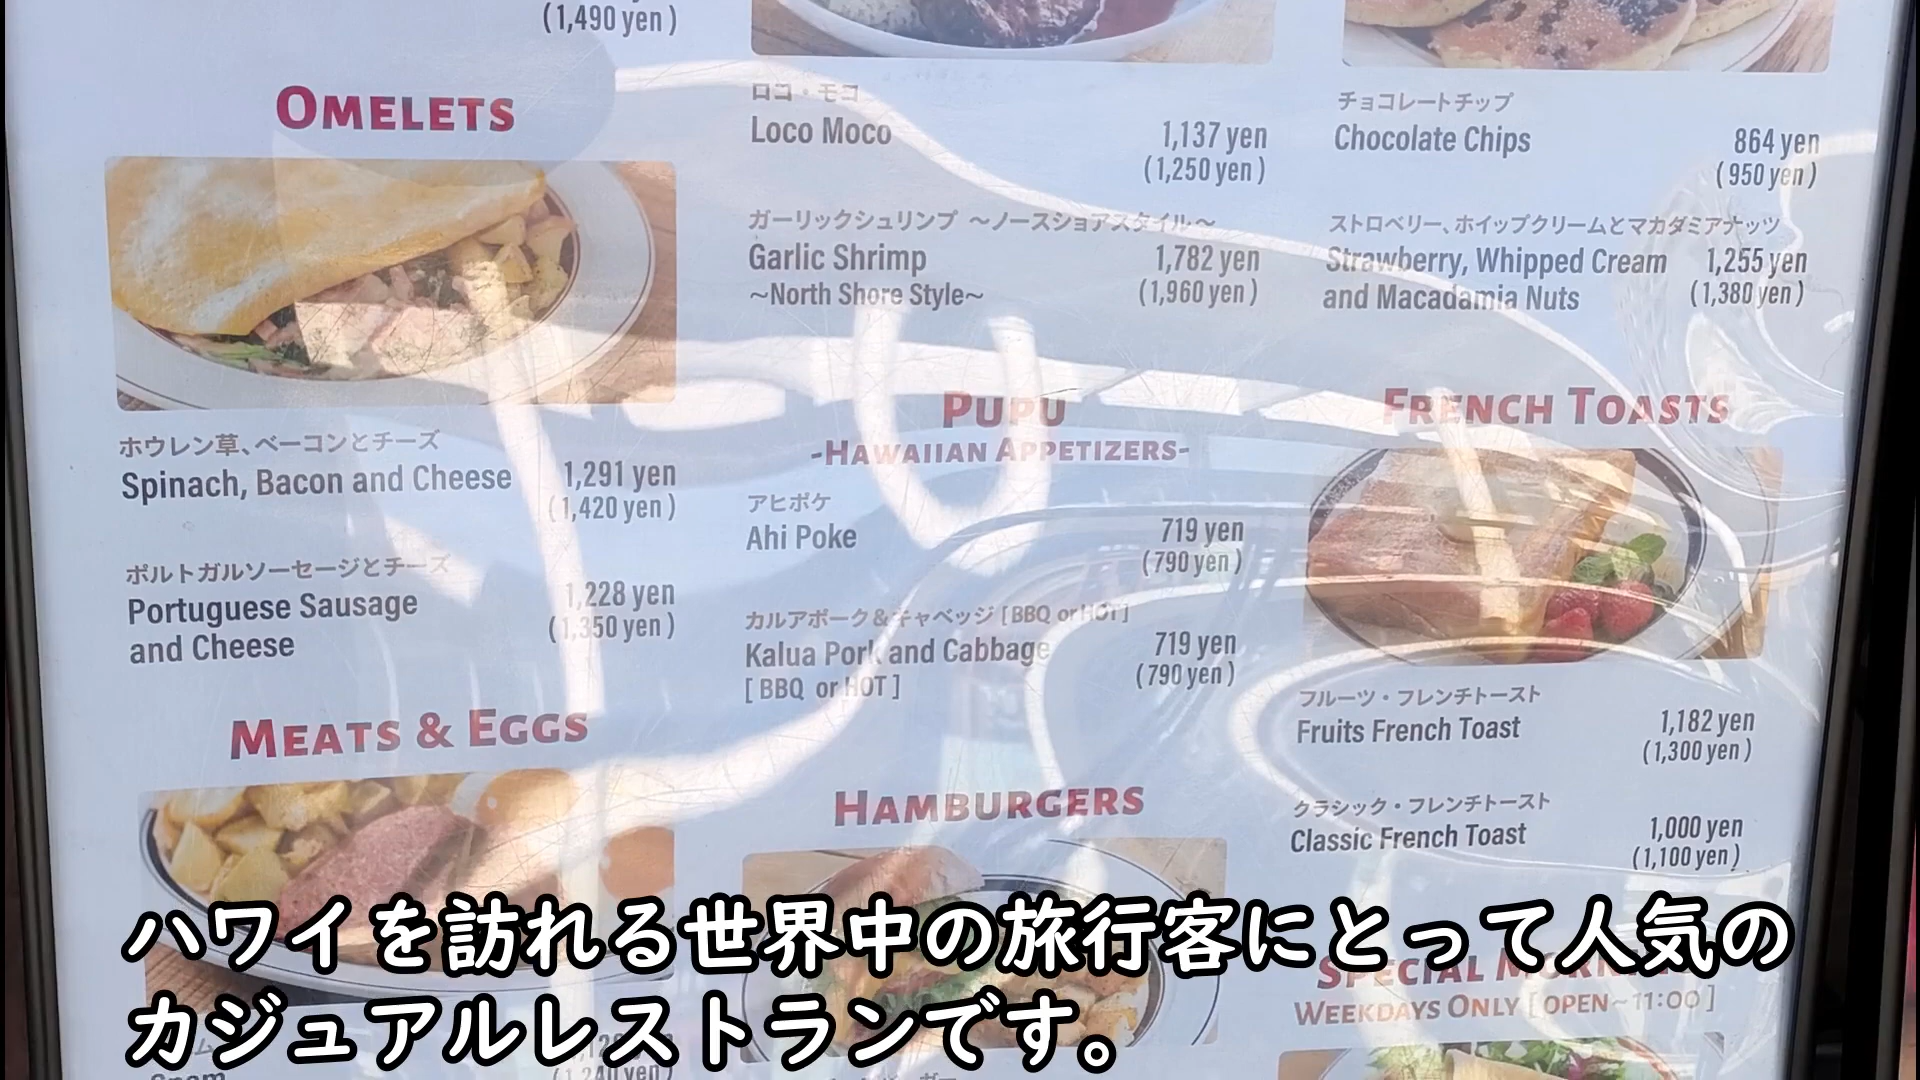 (1,490 yen)
OMELETS
ホウレン草、ベーコンとチーズ
Spinach, Bacon and Cheese 1,291 yen
(1,420 yen)
ポルトガルソーセージとチーズ
Portuguese Sausage 1,228 yen
and Cheese (1,350 yen)
MEATS & EGGS
Spam
(1,240 yen)
ロコ・モコ
Loco Moco 1,137 yen
(1,250 yen)
ガーリックシュリンプ ～ノースショアスタイル～
Garlic Shrimp 1,782 yen
~North Shore Style~ (1,960 yen)
PUPU
-HAWAIIAN APPETIZERS-
アヒポケ
Ahi Poke 719 yen
(790 yen)
カルアポーク&キャベッジ [BBQ or HOT]
Kalua Pork and Cabbage 719 yen
[BBQ or HOT] (790 yen)
HAMBURGERS
チョコレートチップ
Chocolate Chips 864 yen
(950 yen)
ストロベリー、ホイップクリームとマカダミアナッツ
Strawberry, Whipped Cream 1,255 yen
and Macadamia Nuts (1,380 yen)
FRENCH TOASTS
フルーツ・フレンチトースト
Fruits French Toast 1,182 yen
(1,300 yen)
クラシック・フレンチトースト
Classic French Toast 1,000 yen
(1,100 yen)
SPECIAL MORNING
WEEKDAYS ONLY [OPEN~11:00]
ハワイを訪れる世界中の旅行客にとって人気の
カジュアルレストランです。